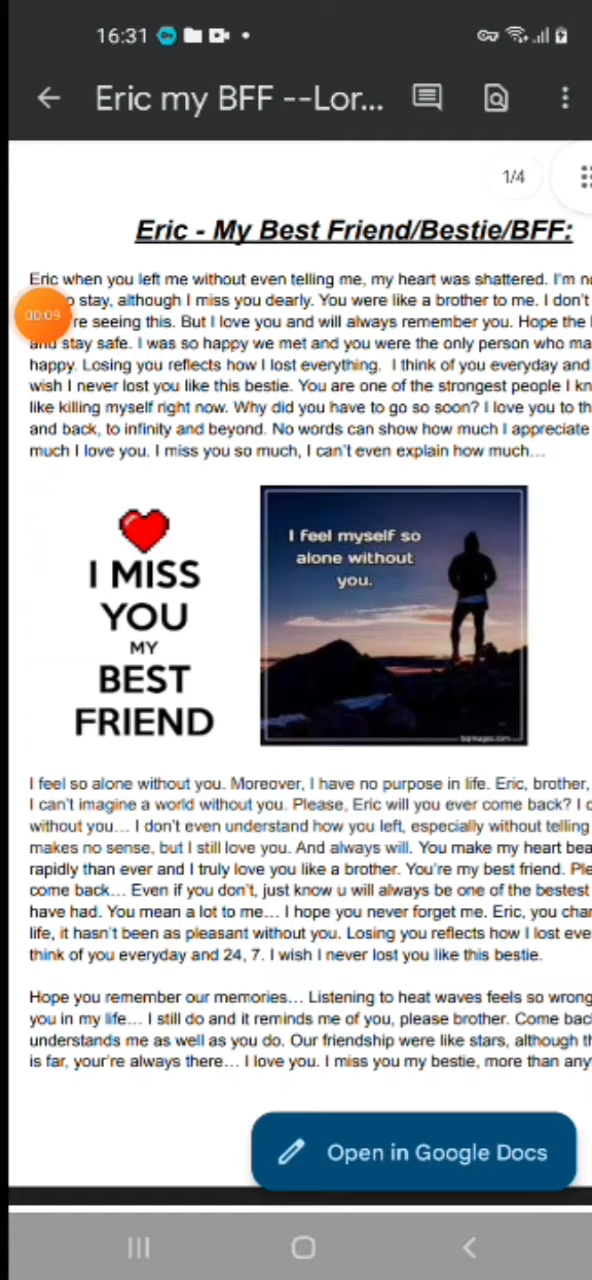 16:31
Eric my BFF --Lor...
1/4
Eric - My Best Friend/Bestie/BFF:
Eric when you left me without even telling me, my heart was shattered. I'm
stay, although I miss you dearly. You were like a brother to me. I don't
00:09
re seeing this. But I love you and will always remember you. Hope the
and stay safe. I was so happy we met and you were the only person who
happy. Losing you reflects how I lost everything. I think of you everyday and
wish I never lost you like this bestie. You are one of the strongest people I
like killing myself right now. Why did you have to go so soon? I love you to
and back, to infinity and beyond. No words can show how much I appreciate
much I love you. I miss you so much, I can't even explain how much...
I MISS
YOU
MY
BEST
FRIEND
I feel myself so
alone without
you.
I feel so alone without you. Moreover, I have no purpose in life. Eric, brother,
I can't imagine a world without you. Please, Eric will you ever come back? I
without you... I don't even understand how you left, especially without telling
makes no sense, but I still love you. And always will. You make my heart
rapidly than ever and I truly love you like a brother. You're my best friend.
come back... Even if you don't, just know u will always be one of the bestest
have had. You mean a lot to me... I hope you never forget me. Eric, you
life, it hasn't been as pleasant without you. Losing you reflects how I lost
think of you everyday and 24, 7. I wish I never lost you like this bestie.
Hope you remember our memories... Listening to heat waves feels so wrong
you in my life... I still do and it reminds me of you, please brother. Come
understands me as well as you do. Our friendship were like stars, although
is far, your're always there... I love you. I miss you my bestie, more than
Open in Google Docs